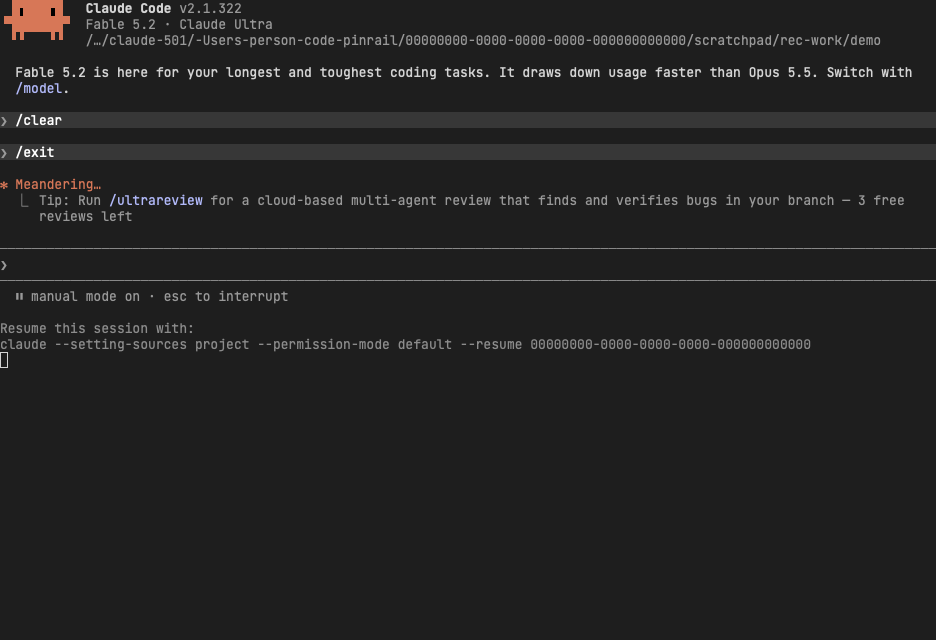 Claude Code v2.1.322
Fable 5.2 · Claude Ultra
/…/claude-501/-Users-person-code-pinrail/00000000-0000-0000-0000-000000000000/scratchpad/rec-work/demo
Fable 5.2 is here for your longest and toughest coding tasks. It draws down usage faster than Opus 5.5. Switch with
/model.
❯ /clear
❯ /exit
✻ Meandering…
⎿ Tip: Run /ultrareview for a cloud-based multi-agent review that finds and verifies bugs in your branch — 3 free
reviews left
❯
⏸ manual mode on · esc to interrupt
Resume this session with:
claude --setting-sources project --permission-mode default --resume 00000000-0000-0000-0000-000000000000